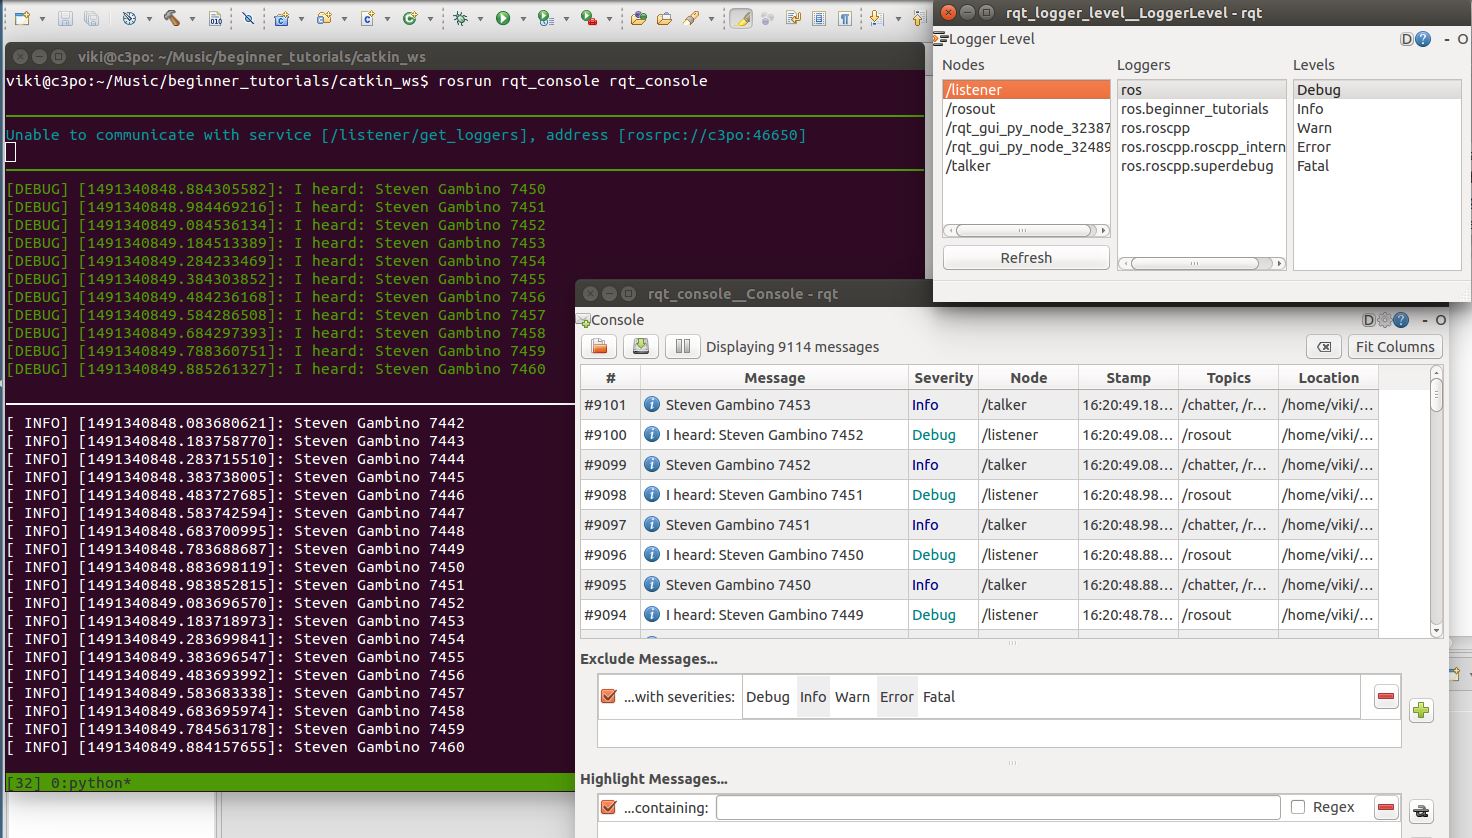 viki@c3po: ~/Music/beginner_tutorials/catkin_ws
viki@c3po:~/Music/beginner_tutorials/catkin_ws$ rosrun rqt_console rqt_console
Unable to communicate with service [/listener/get_loggers], address [rosrpc://c3po:46650]
[DEBUG] [1491340848.884305582]: I heard: Steven Gambino 7450
[DEBUG] [1491340848.984469216]: I heard: Steven Gambino 7451
[DEBUG] [1491340849.084536134]: I heard: Steven Gambino 7452
[DEBUG] [1491340849.184513389]: I heard: Steven Gambino 7453
[DEBUG] [1491340849.284233469]: I heard: Steven Gambino 7454
[DEBUG] [1491340849.384303852]: I heard: Steven Gambino 7455
[DEBUG] [1491340849.484236168]: I heard: Steven Gambino 7456
[DEBUG] [1491340849.584286508]: I heard: Steven Gambino 7457
[DEBUG] [1491340849.684297393]: I heard: Steven Gambino 7458
[DEBUG] [1491340849.788360751]: I heard: Steven Gambino 7459
[DEBUG] [1491340849.885261327]: I heard: Steven Gambino 7460
[ INFO] [1491340848.083680621]: Steven Gambino 7442
[ INFO] [1491340848.183758770]: Steven Gambino 7443
[ INFO] [1491340848.283715510]: Steven Gambino 7444
[ INFO] [1491340848.383738005]: Steven Gambino 7445
[ INFO] [1491340848.483727685]: Steven Gambino 7446
[ INFO] [1491340848.583742594]: Steven Gambino 7447
[ INFO] [1491340848.683700995]: Steven Gambino 7448
[ INFO] [1491340848.783688687]: Steven Gambino 7449
[ INFO] [1491340848.883698119]: Steven Gambino 7450
[ INFO] [1491340848.983852815]: Steven Gambino 7451
[ INFO] [1491340849.083696570]: Steven Gambino 7452
[ INFO] [1491340849.183718973]: Steven Gambino 7453
[ INFO] [1491340849.283699841]: Steven Gambino 7454
[ INFO] [1491340849.383696547]: Steven Gambino 7455
[ INFO] [1491340849.483693992]: Steven Gambino 7456
[ INFO] [1491340849.583683338]: Steven Gambino 7457
[ INFO] [1491340849.683695974]: Steven Gambino 7458
[ INFO] [1491340849.784563178]: Steven Gambino 7459
[ INFO] [1491340849.884157655]: Steven Gambino 7460
[32] 0:python*
rqt_logger_level__LoggerLevel - rqt
Logger Level D ? - O
Nodes Loggers Levels
/listener ros Debug
/rosout ros.beginner_tutorials Info
/rqt_gui_py_node_32387 ros.roscpp Warn
/rqt_gui_py_node_32489 ros.roscpp.roscpp_intern Error
/talker ros.roscpp.superdebug Fatal
Refresh
rqt_console__Console - rqt
Console D ? - O
Displaying 9114 messages Fit Columns
# Message Severity Node Stamp Topics Location
#9101 Steven Gambino 7453 Info /talker 16:20:49.18... /chatter, /r... /home/viki/...
#9100 I heard: Steven Gambino 7452 Debug /listener 16:20:49.08... /rosout /home/viki/...
#9099 Steven Gambino 7452 Info /talker 16:20:49.08... /chatter, /r... /home/viki/...
#9098 I heard: Steven Gambino 7451 Debug /listener 16:20:48.98... /rosout /home/viki/...
#9097 Steven Gambino 7451 Info /talker 16:20:48.98... /chatter, /r... /home/viki/...
#9096 I heard: Steven Gambino 7450 Debug /listener 16:20:48.88... /rosout /home/viki/...
#9095 Steven Gambino 7450 Info /talker 16:20:48.88... /chatter, /r... /home/viki/...
#9094 I heard: Steven Gambino 7449 Debug /listener 16:20:48.78... /rosout /home/viki/...
Exclude Messages...
...with severities: Debug Info Warn Error Fatal
Highlight Messages...
...containing: Regex